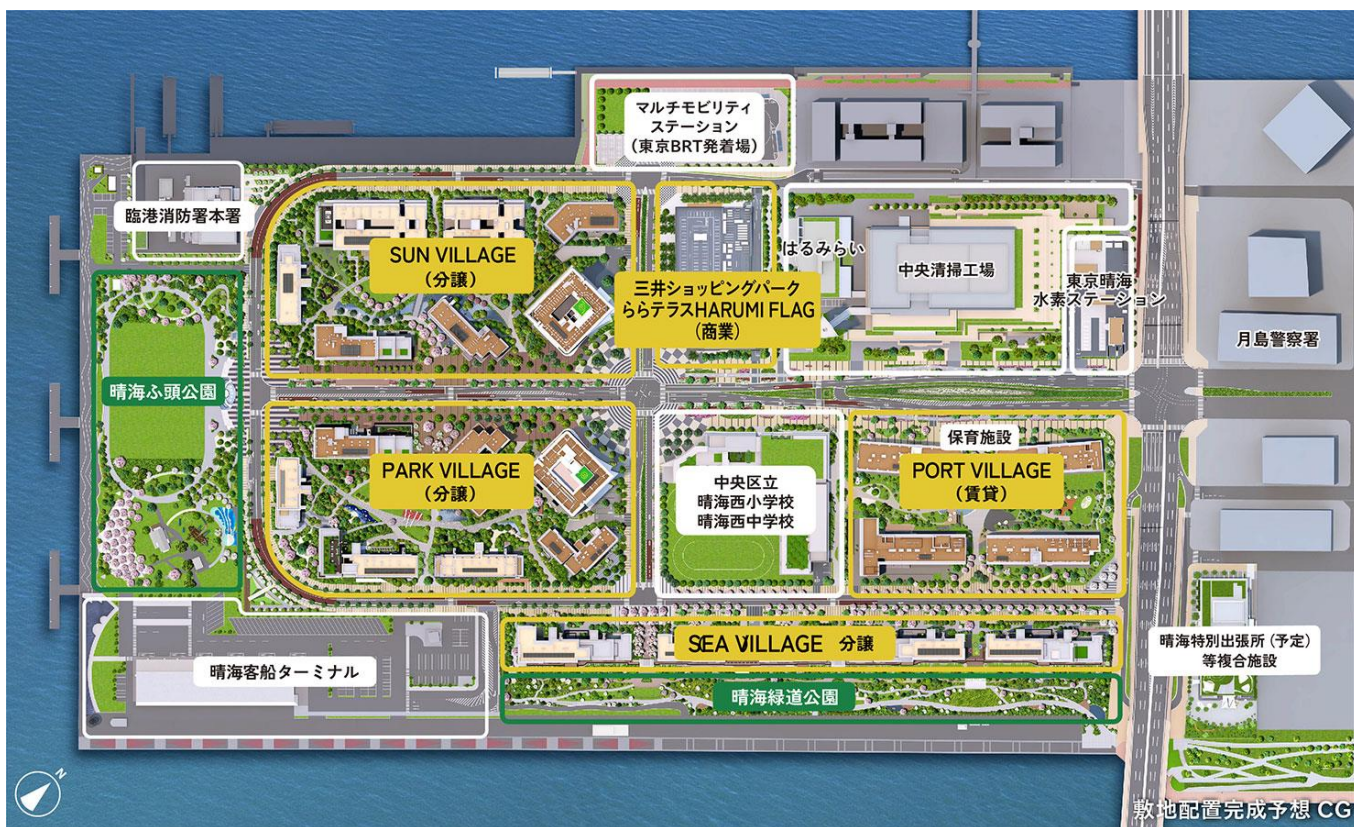 マルチモビリティ
ステーション
（東京BRT発着場）
臨港消防署本署
SUN VILLAGE
（分譲）
はるみらい
中央清掃工場
三井ショッピングパーク
ららテラスHARUMI FLAG
（商業）
東京晴海
水素ステーション
月島警察署
晴海ふ頭公園
PARK VILLAGE
（分譲）
中央区立
晴海西小学校
晴海西中学校
保育施設
PORT VILLAGE
（賃貸）
SEA VILLAGE 分譲
晴海客船ターミナル
晴海緑道公園
晴海特別出張所（予定）
等複合施設
N
敷地配置完成予想 CG